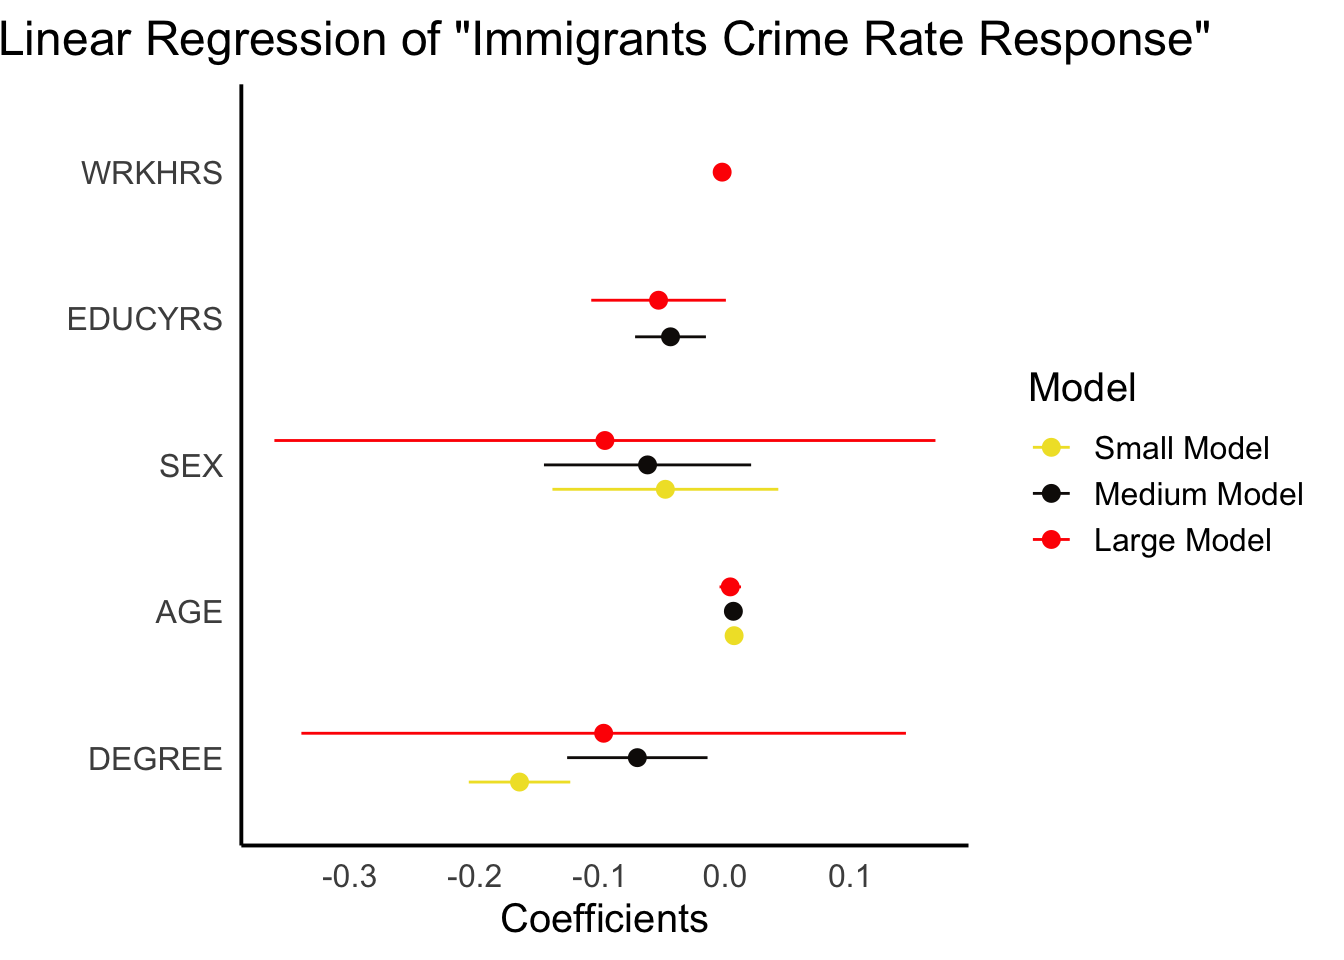 Linear Regression of "Immigrants Crime Rate Response"
WRKHRS
EDUCYRS
SEX
AGE
DEGREE
-0.3 -0.2 -0.1 0.0 0.1
Coefficients
Model
Small Model
Medium Model
Large Model